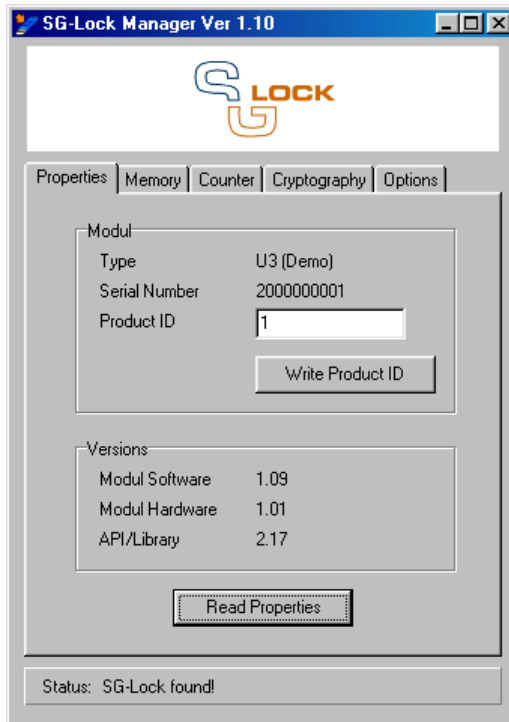 SG-Lock Manager Ver 1.10
SG LOCK
Properties Memory Counter Cryptography Options
Modul
Type U3 (Demo)
Serial Number 2000000001
Product ID 1
Write Product ID
Versions
Modul Software 1.09
Modul Hardware 1.01
API/Library 2.17
Read Properties
Status: SG-Lock found!